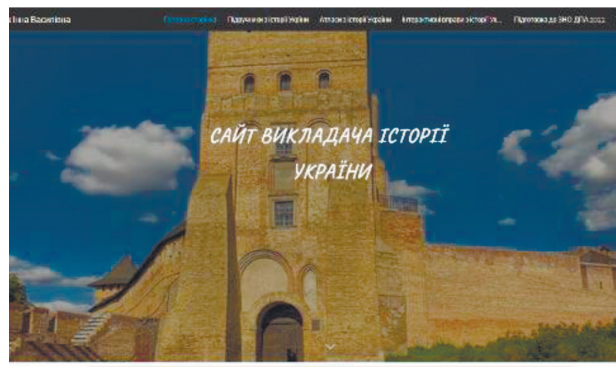 Інна Василівна
Головна сторінка Підручники з історії України Атласи з історії України Інтерактивні вправи з історії Ук... Підготовка до ЗНО ДПА 2022
САЙТ ВИКЛАДАЧА ІСТОРІЇ
УКРАЇНИ